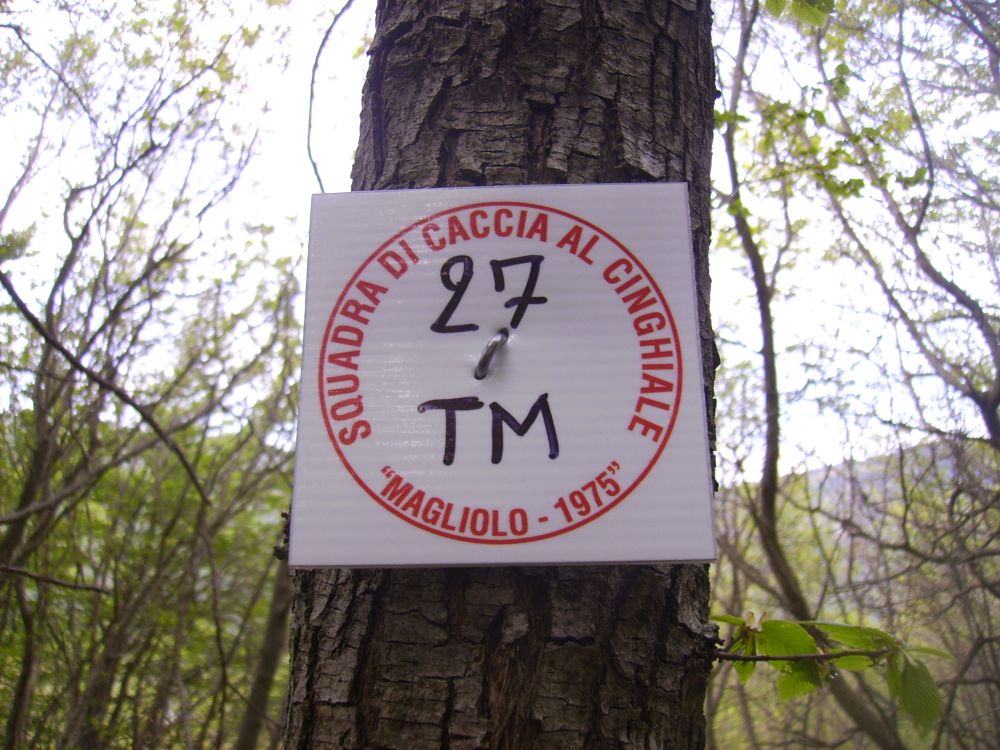 SQUADRA DI CACCIA AL CINGHIALE
27
TM
"MAGLIOLO - 1975"